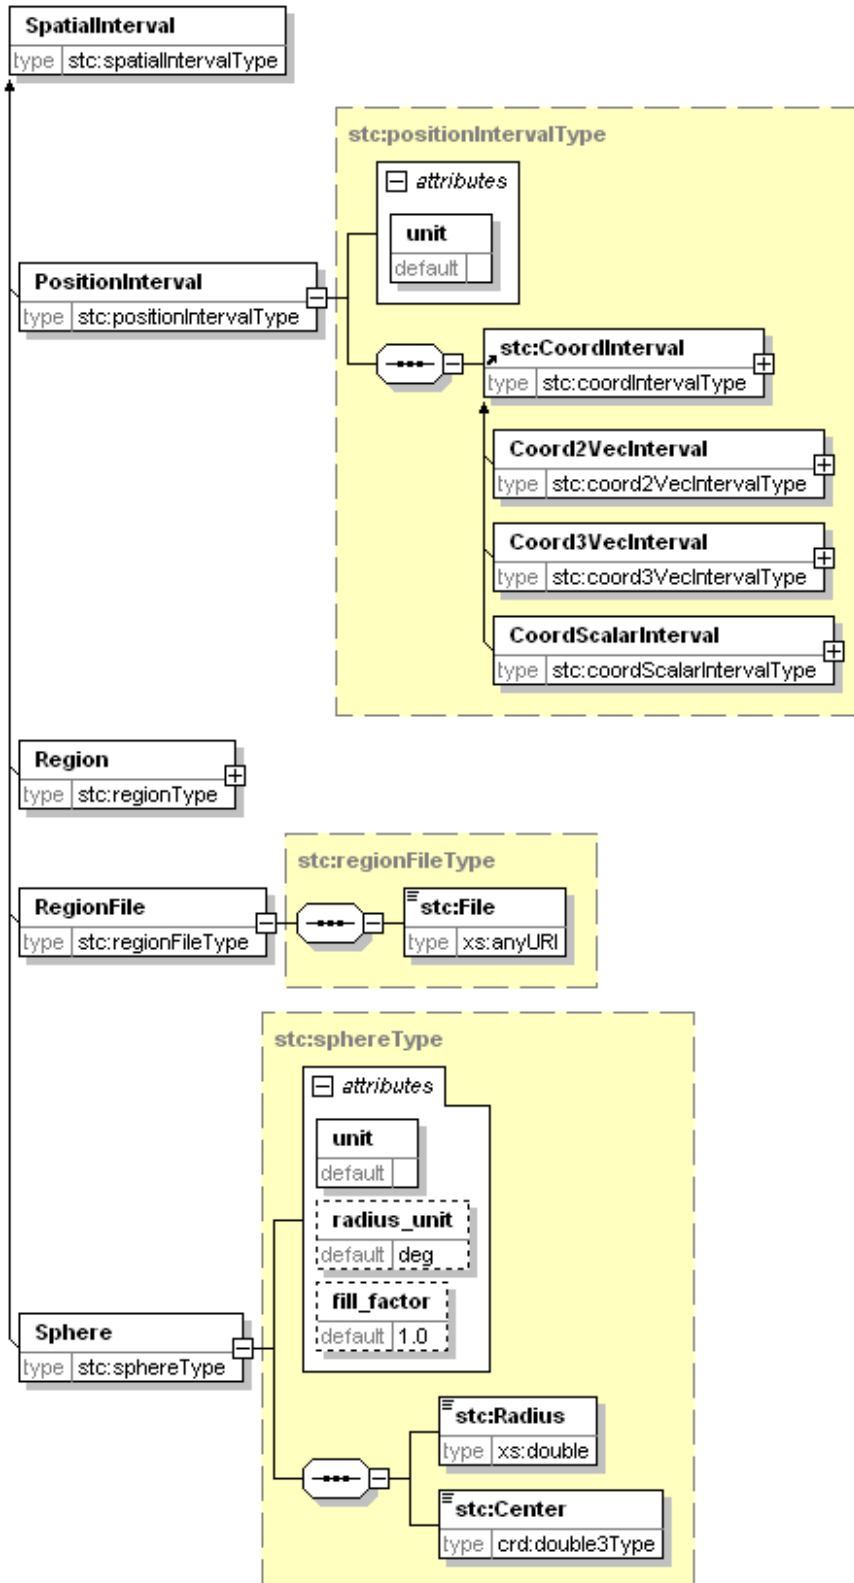 SpatialInterval
type stc:spatialIntervalType
stc:positionIntervalType
attributes
unit
default
PositionInterval
type stc:positionIntervalType
stc:CoordInterval
type stc:coordIntervalType
Coord2VecInterval
type stc:coord2VecIntervalType
Coord3VecInterval
type stc:coord3VecIntervalType
CoordScalarInterval
type stc:coordScalarIntervalType
Region
type stc:regionType
stc:regionFileType
RegionFile
type stc:regionFileType
stc:File
type xs:anyURI
stc:sphereType
attributes
unit
default
radius_unit
default deg
fill_factor
default 1.0
Sphere
type stc:sphereType
stc:Radius
type xs:double
stc:Center
type crd:double3Type